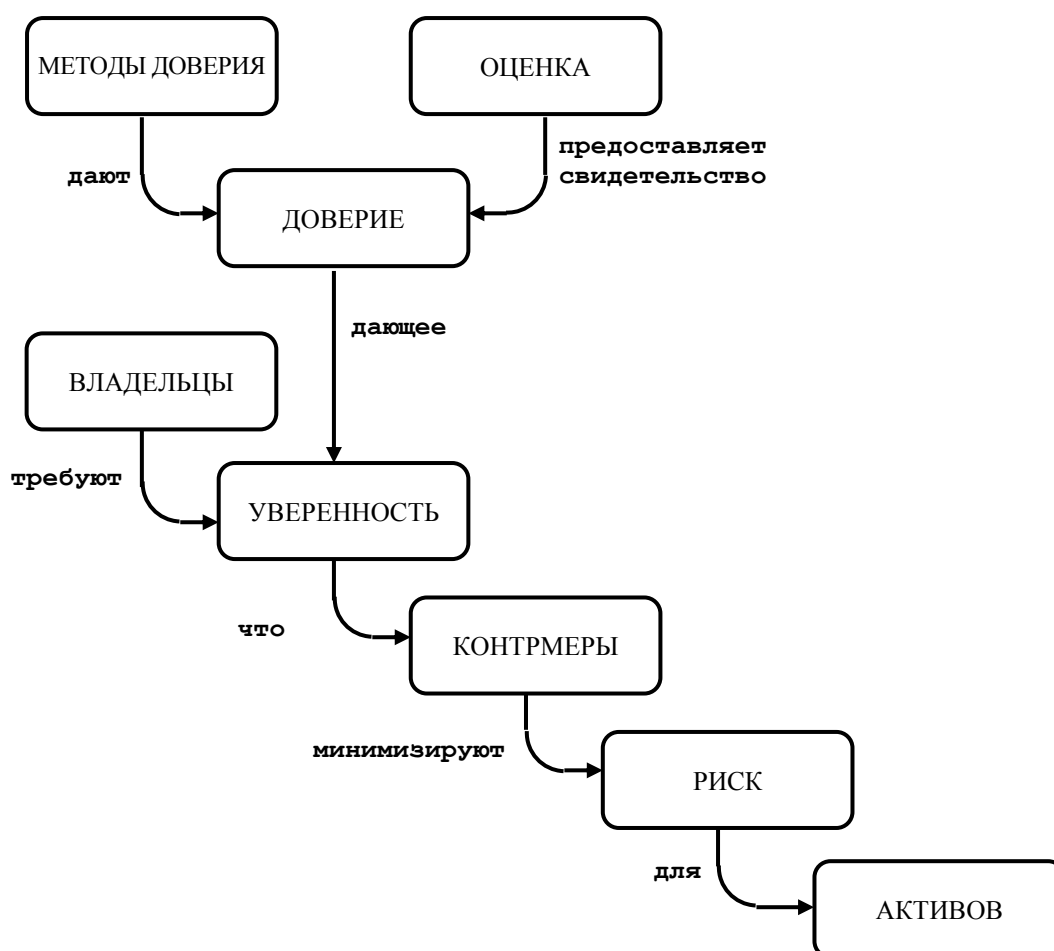 МЕТОДЫ ДОВЕРИЯ
ОЦЕНКА
дают
предоставляет
свидетельство
ДОВЕРИЕ
дающее
ВЛАДЕЛЬЦЫ
требуют
УВЕРЕННОСТЬ
что
КОНТРМЕРЫ
минимизируют
РИСК
для
АКТИВОВ